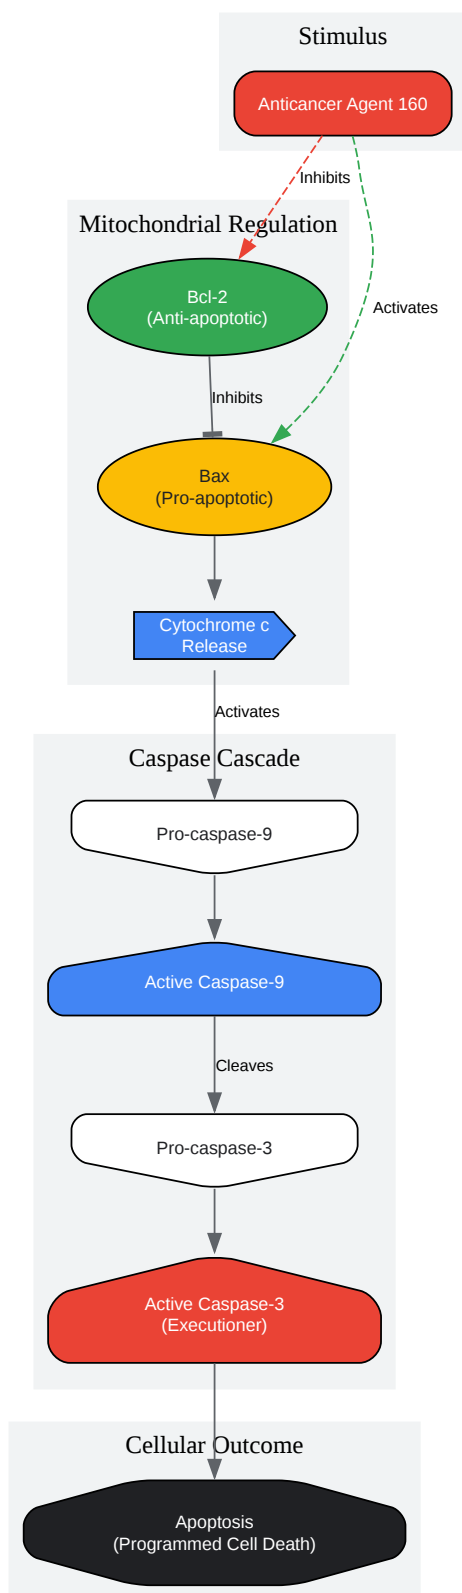 Stimulus
Anticancer Agent 160
Inhibits
Mitochondrial Regulation
Bcl-2
(Anti-apoptotic)
Activates
Inhibits
Bax
(Pro-apoptotic)
Cytochrome c
Release
Activates
Caspase Cascade
Pro-caspase-9
Active Caspase-9
Cleaves
Pro-caspase-3
Active Caspase-3
(Executioner)
Cellular Outcome
Apoptosis
(Programmed Cell Death)